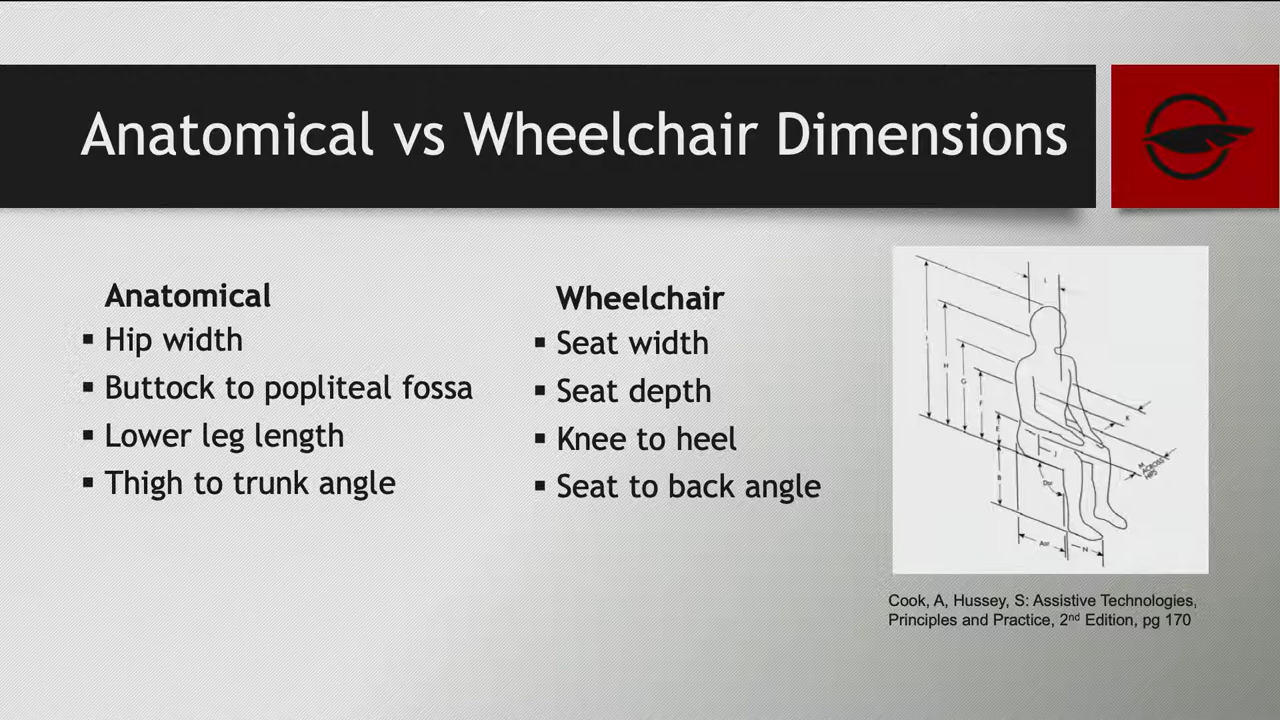 Anatomical vs Wheelchair Dimensions
Anatomical
▪ Hip width
▪ Buttock to popliteal fossa
▪ Lower leg length
▪ Thigh to trunk angle
Wheelchair
▪ Seat width
▪ Seat depth
▪ Knee to heel
▪ Seat to back angle
L
H
G
F
E
K
J
B
M
ACROSS
HIPS
N
Cook, A, Hussey, S: Assistive Technologies,
Principles and Practice, 2nd Edition, pg 170